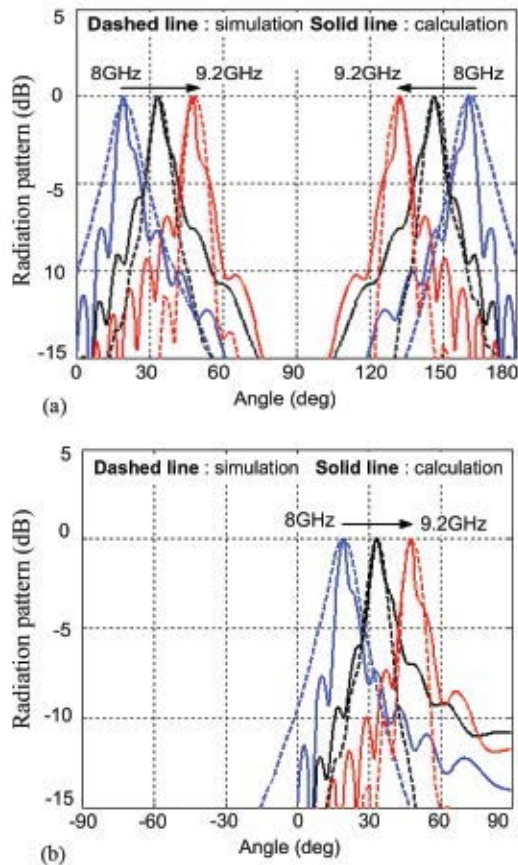 5
Dashed line : simulation Solid line : calculation
8GHz 9.2GHz 9.2GHz 8GHz
0
-5
10
-15
Radiation pattern (dB)
0 30 60 90 120 150 180
Angle (deg)
(a)
5
Dashed line : simulation Solid line : calculation
8GHz 9.2GHz
0
-5
-10
-15
Radiation pattern (dB)
-90 -60 -30 0 30 60 90
Angle (deg)
(b)